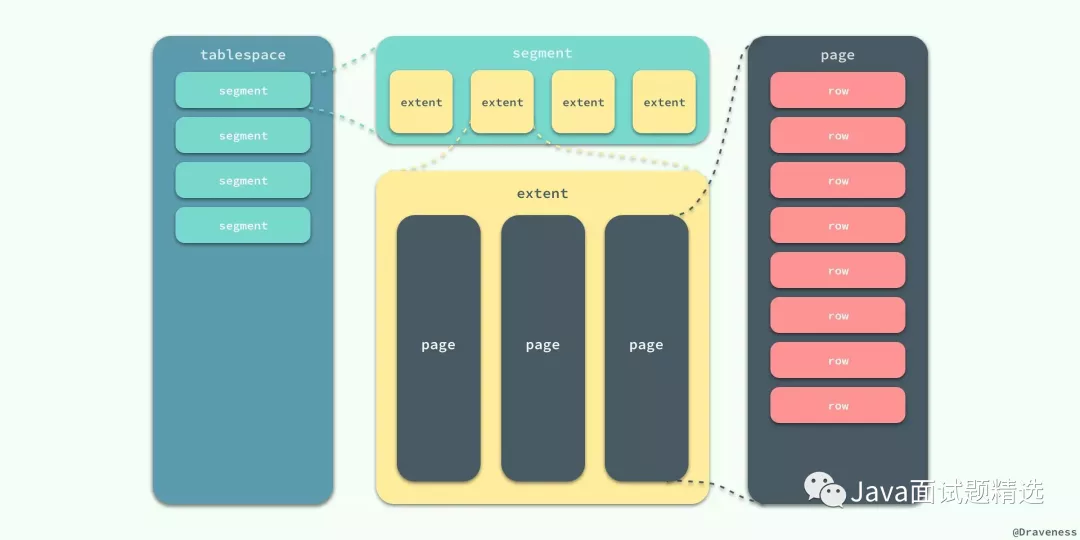 tablespace
segment
segment
segment
segment
segment
extent
extent
extent
extent
extent
page
page
page
page
row
row
row
row
row
row
row
row
Java面试题精选
@Draveness